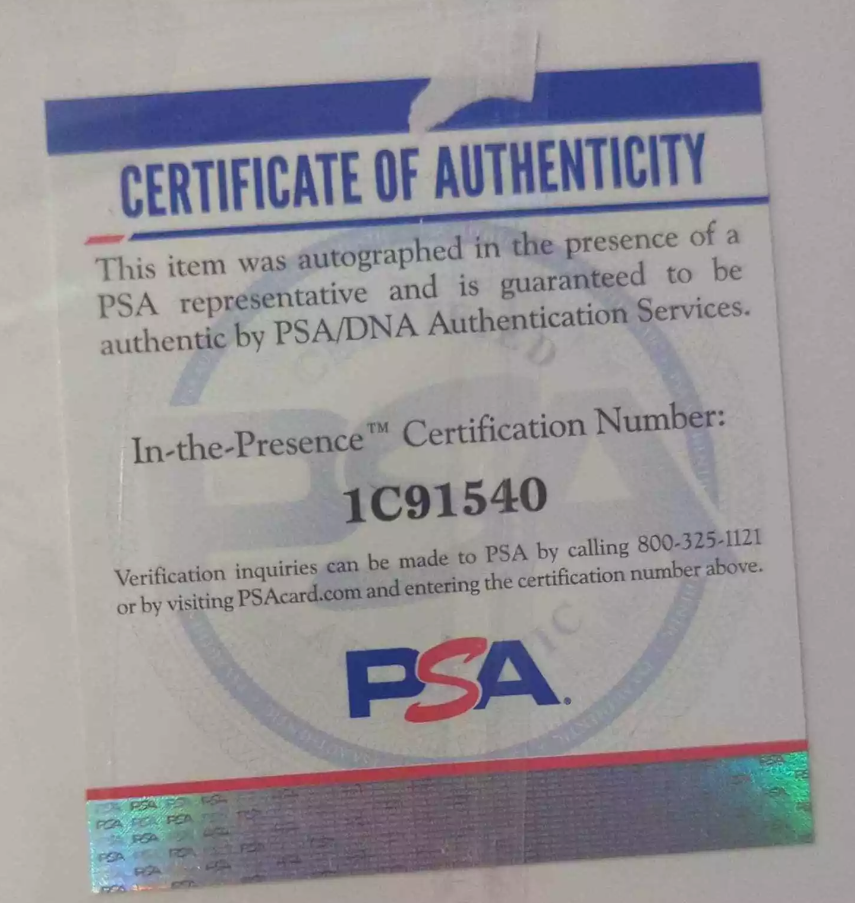 CERTIFICATE OF AUTHENTICITY
This item was autographed in the presence of a
PSA representative and is guaranteed to be
authentic by PSA/DNA Authentication Services.
In-the-Presence™ Certification Number:
1C91540
Verification inquiries can be made to PSA by calling 800-325-1121
or by visiting PSAcard.com and entering the certification number above.
PSA